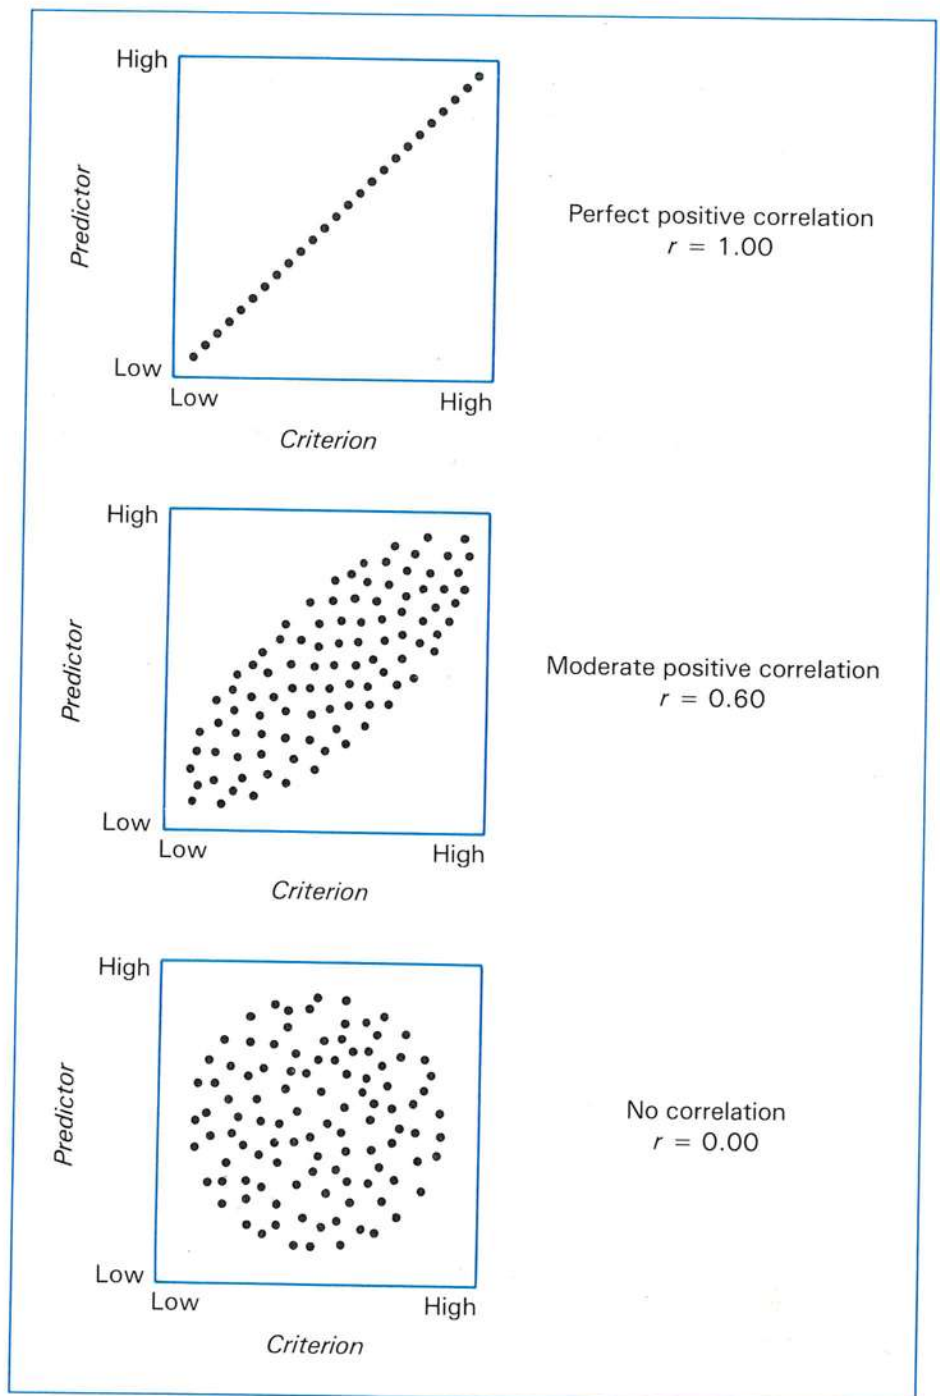 High
Predictor
Low
Low High
Criterion
Perfect positive correlation
r = 1.00
High
Predictor
Low
Low High
Criterion
Moderate positive correlation
r = 0.60
High
Predictor
Low
Low High
Criterion
No correlation
r = 0.00